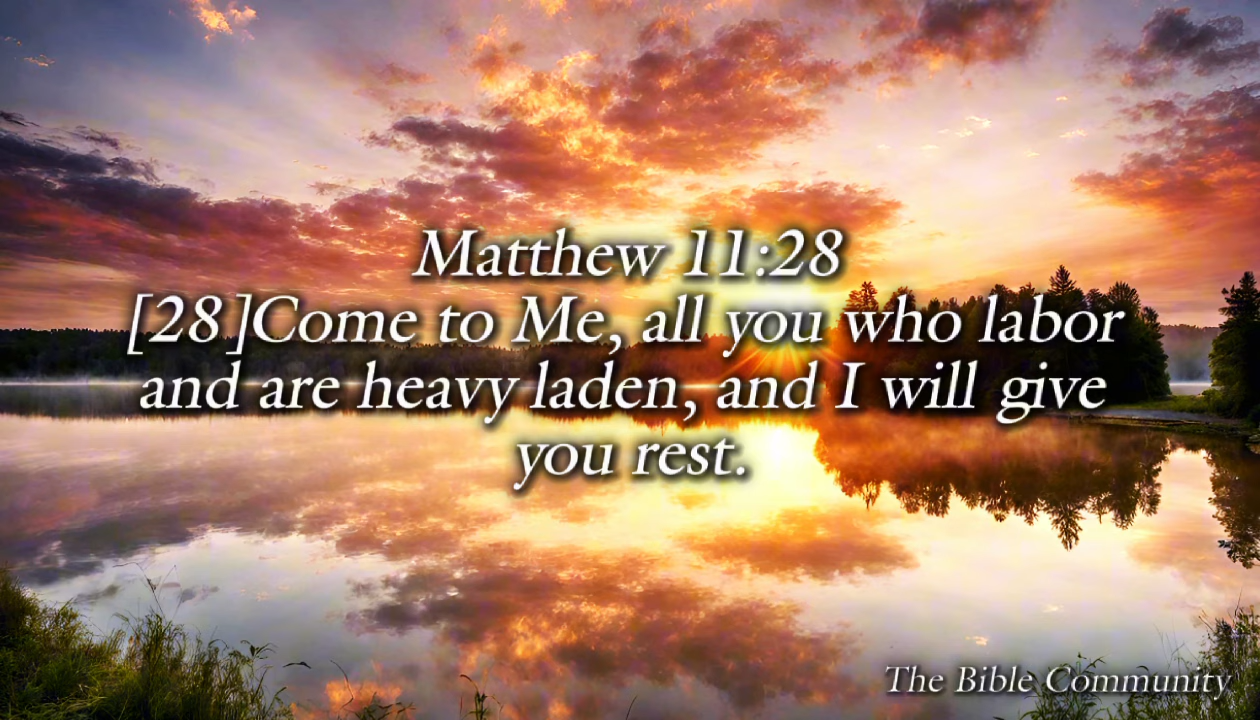 Matthew 11:28
[28]Come to Me, all you who labor
and are heavy laden, and I will give
you rest.
The Bible Community